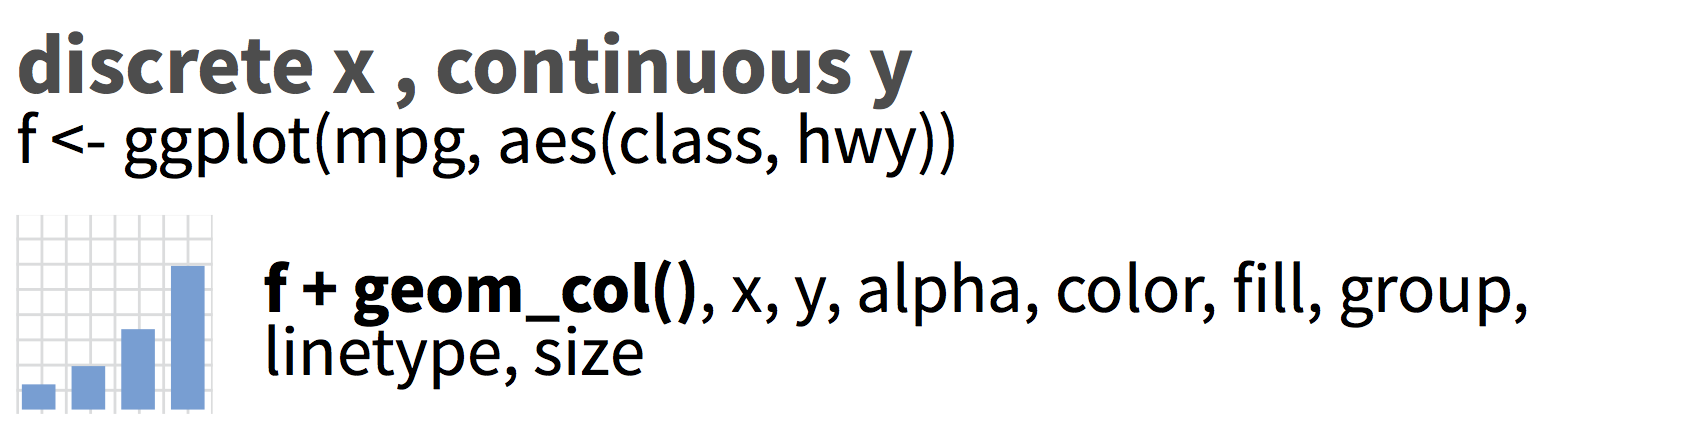 discrete x , continuous y
f <- ggplot(mpg, aes(class, hwy))
f + geom_col(), x, y, alpha, color, fill, group,
linetype, size